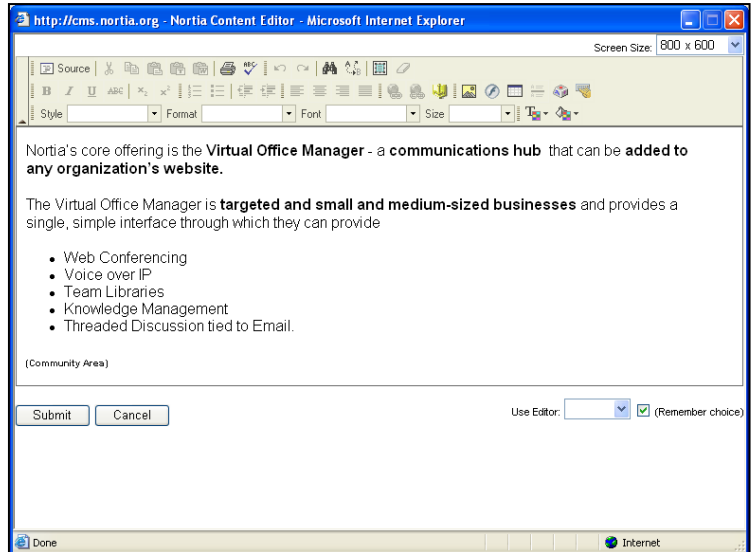 http://cms.nortia.org - Nortia Content Editor - Microsoft Internet Explorer
Screen Size: 800 x 600
Source
B I U ABC x₂ x²
Style Format Font Size
Nortia's core offering is the Virtual Office Manager - a communications hub that can be added to
any organization's website.
The Virtual Office Manager is targeted and small and medium-sized businesses and provides a
single, simple interface through which they can provide
• Web Conferencing
• Voice over IP
• Team Libraries
• Knowledge Management
• Threaded Discussion tied to Email.
(Community Area)
Submit Cancel Use Editor: (Remember choice)
Done Internet